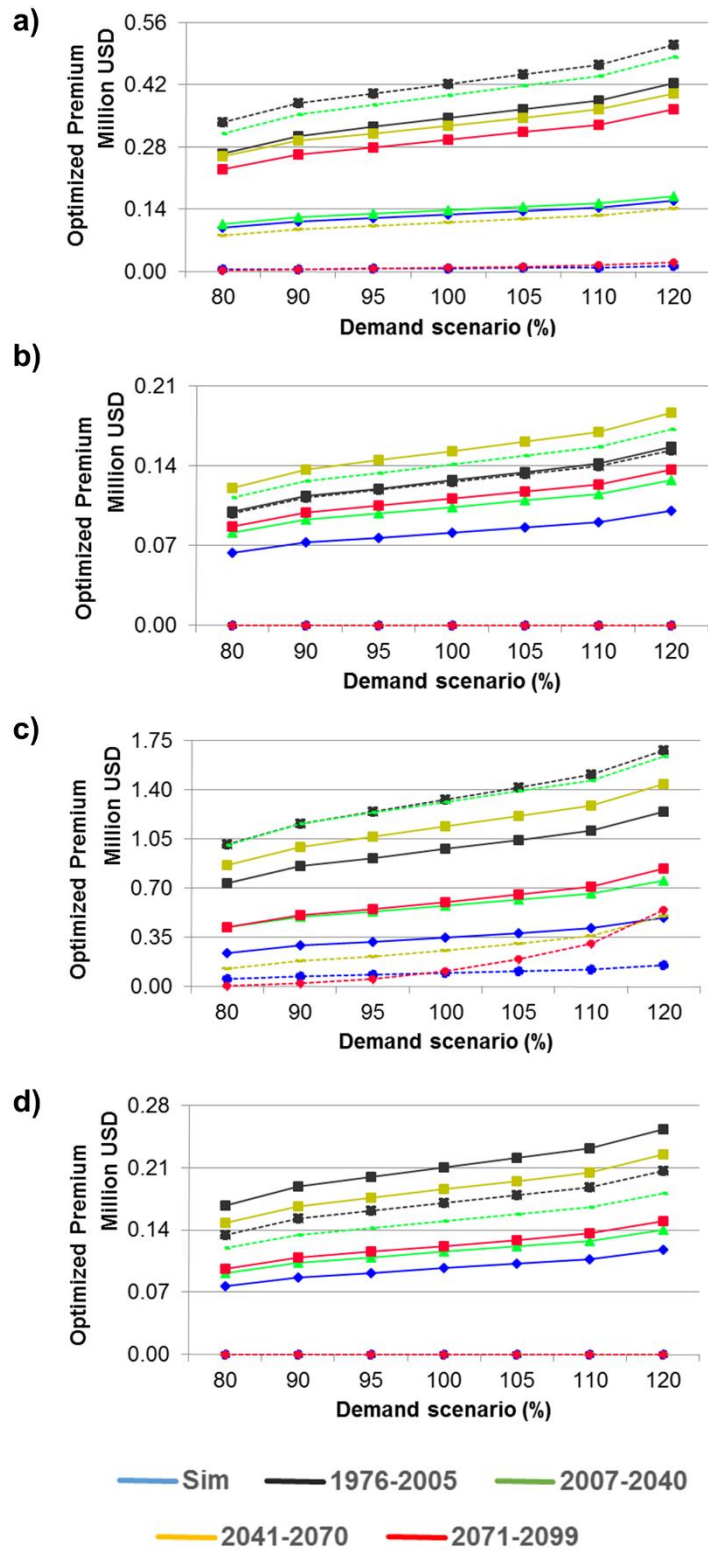 a)
Optimized Premium
Million USD
0.56
0.42
0.28
0.14
0.00
80 90 95 100 105 110 120
Demand scenario (%)
b)
Optimized Premium
Million USD
0.21
0.14
0.07
0.00
80 90 95 100 105 110 120
Demand scenario (%)
c)
Optimized Premium
Million USD
1.75
1.40
1.05
0.70
0.35
0.00
80 90 95 100 105 110 120
Demand scenario (%)
d)
Optimized Premium
Million USD
0.28
0.21
0.14
0.07
0.00
80 90 95 100 105 110 120
Demand scenario (%)
Sim 1976-2005 2007-2040
2041-2070 2071-2099